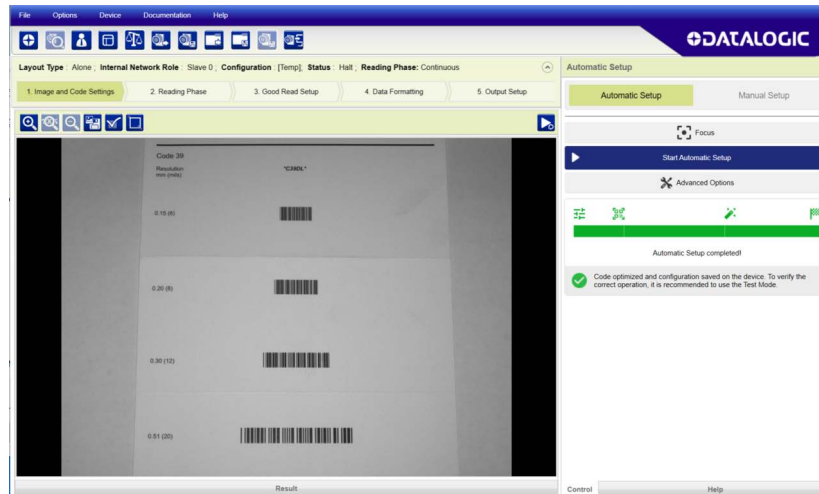 File Options Device Documentation Help
DATALOGIC
Layout Type : Alone ; Internal Network Role : Slave 0 ; Configuration : [Temp]; Status : Halt ; Reading Phase: Continuous
1. Image and Code Settings 2. Reading Phase 3. Good Read Setup 4. Data Formatting 5. Output Setup
Code 39
Resolution "C39DL"
mm (mils)
0.15 (6)
0.20 (8)
0.30 (12)
0.51 (20)
Result
Automatic Setup
Automatic Setup Manual Setup
Focus
Start Automatic Setup
Advanced Options
Automatic Setup completed!
Code optimized and configuration saved on the device. To verify the
correct operation, it is recommended to use the Test Mode.
Control Help